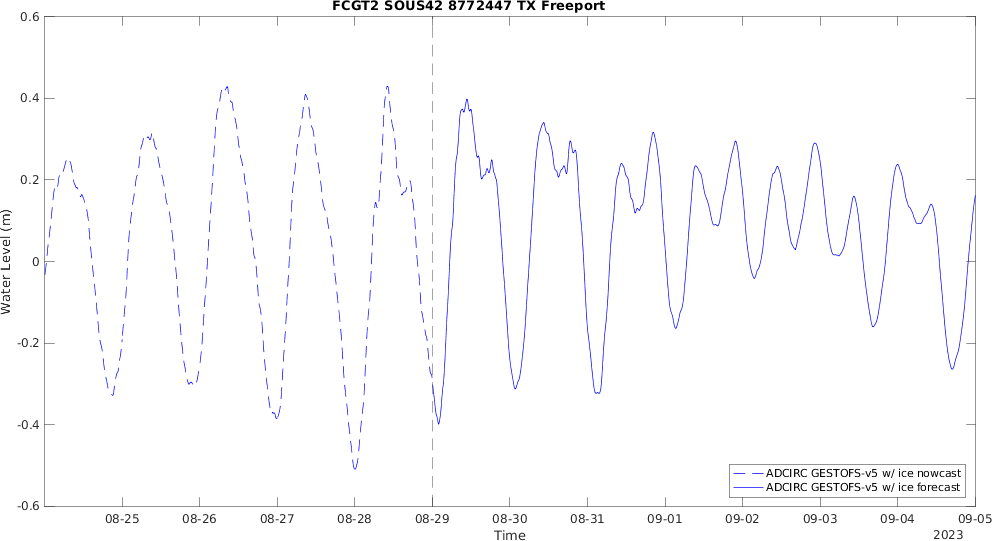 FCGT2 SOUS42 8772447 TX Freeport
0.6
0.4
0.2
0
-0.2
-0.4
-0.6
Water Level (m)
ADCIRC GESTOFS-v5 w/ ice nowcast
ADCIRC GESTOFS-v5 w/ ice forecast
08-25 08-26 08-27 08-28 08-29 08-30 08-31 09-01 09-02 09-03 09-04 09-05
Time
2023